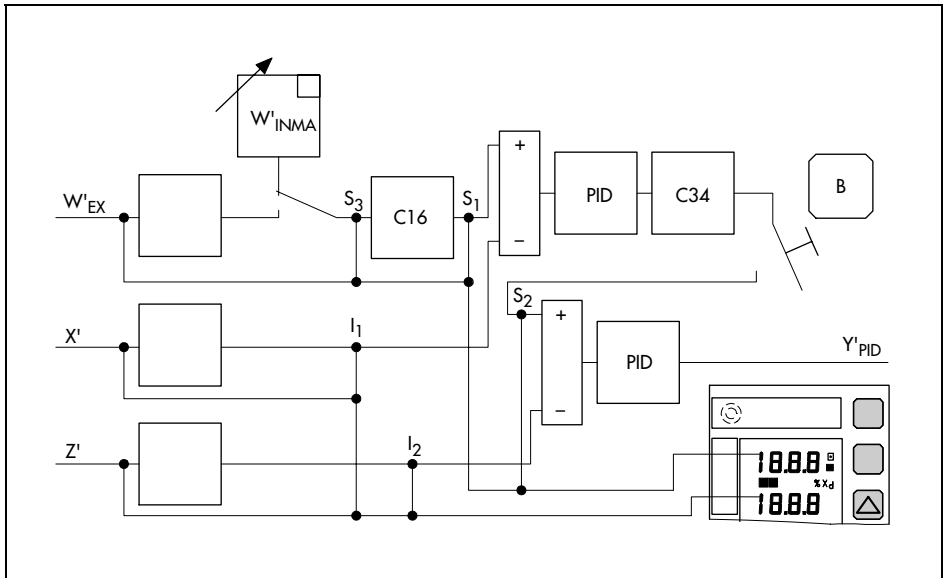 W'INMA
W'EX
S3
C16
S1
+
−
PID
C34
B
X'
I1
S2
+
−
PID
Y'PID
Z'
I2
18.8.8
%Xd
18.8.8